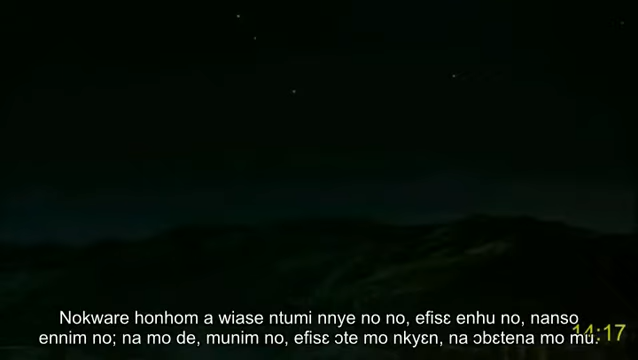 Nokware honhom a wiase ntumi nnye no no, efisɛ enhu no, nanso
ennim no; na mo de, munim no, efisɛ ɔte mo nkyɛn, na ɔbɛtena mo mu.
14:17